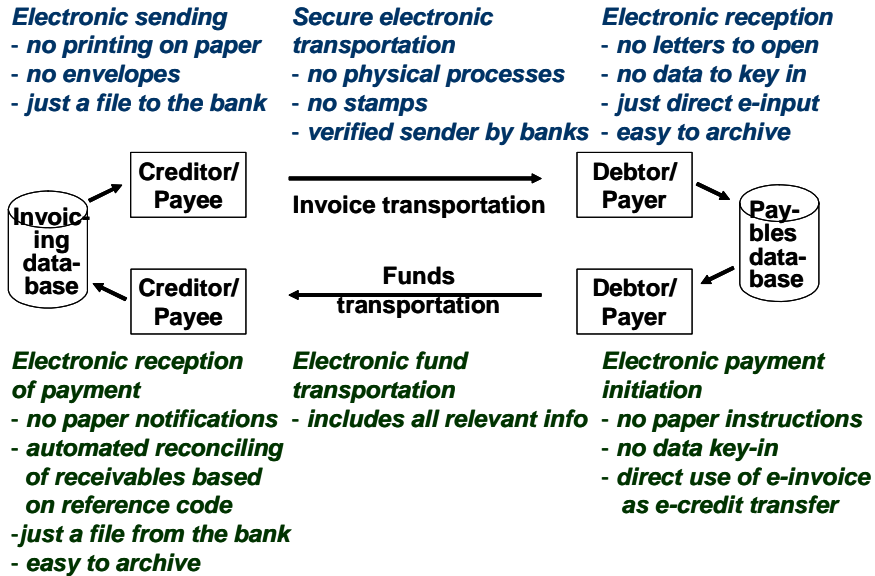 Electronic sending
- no printing on paper
- no envelopes
- just a file to the bank
Secure electronic
transportation
- no physical processes
- no stamps
- verified sender by banks
Electronic reception
- no letters to open
- no data to key in
- just direct e-input
- easy to archive
Invoic-
ing
data-
base
Creditor/
Payee
Invoice transportation
Debtor/
Payer
Pay-
bles
data-
base
Creditor/
Payee
Funds
transportation
Debtor/
Payer
Electronic reception
of payment
- no paper notifications
- automated reconciling
of receivables based
on reference code
-just a file from the bank
- easy to archive
Electronic fund
transportation
- includes all relevant info
Electronic payment
initiation
- no paper instructions
- no data key-in
- direct use of e-invoice
as e-credit transfer